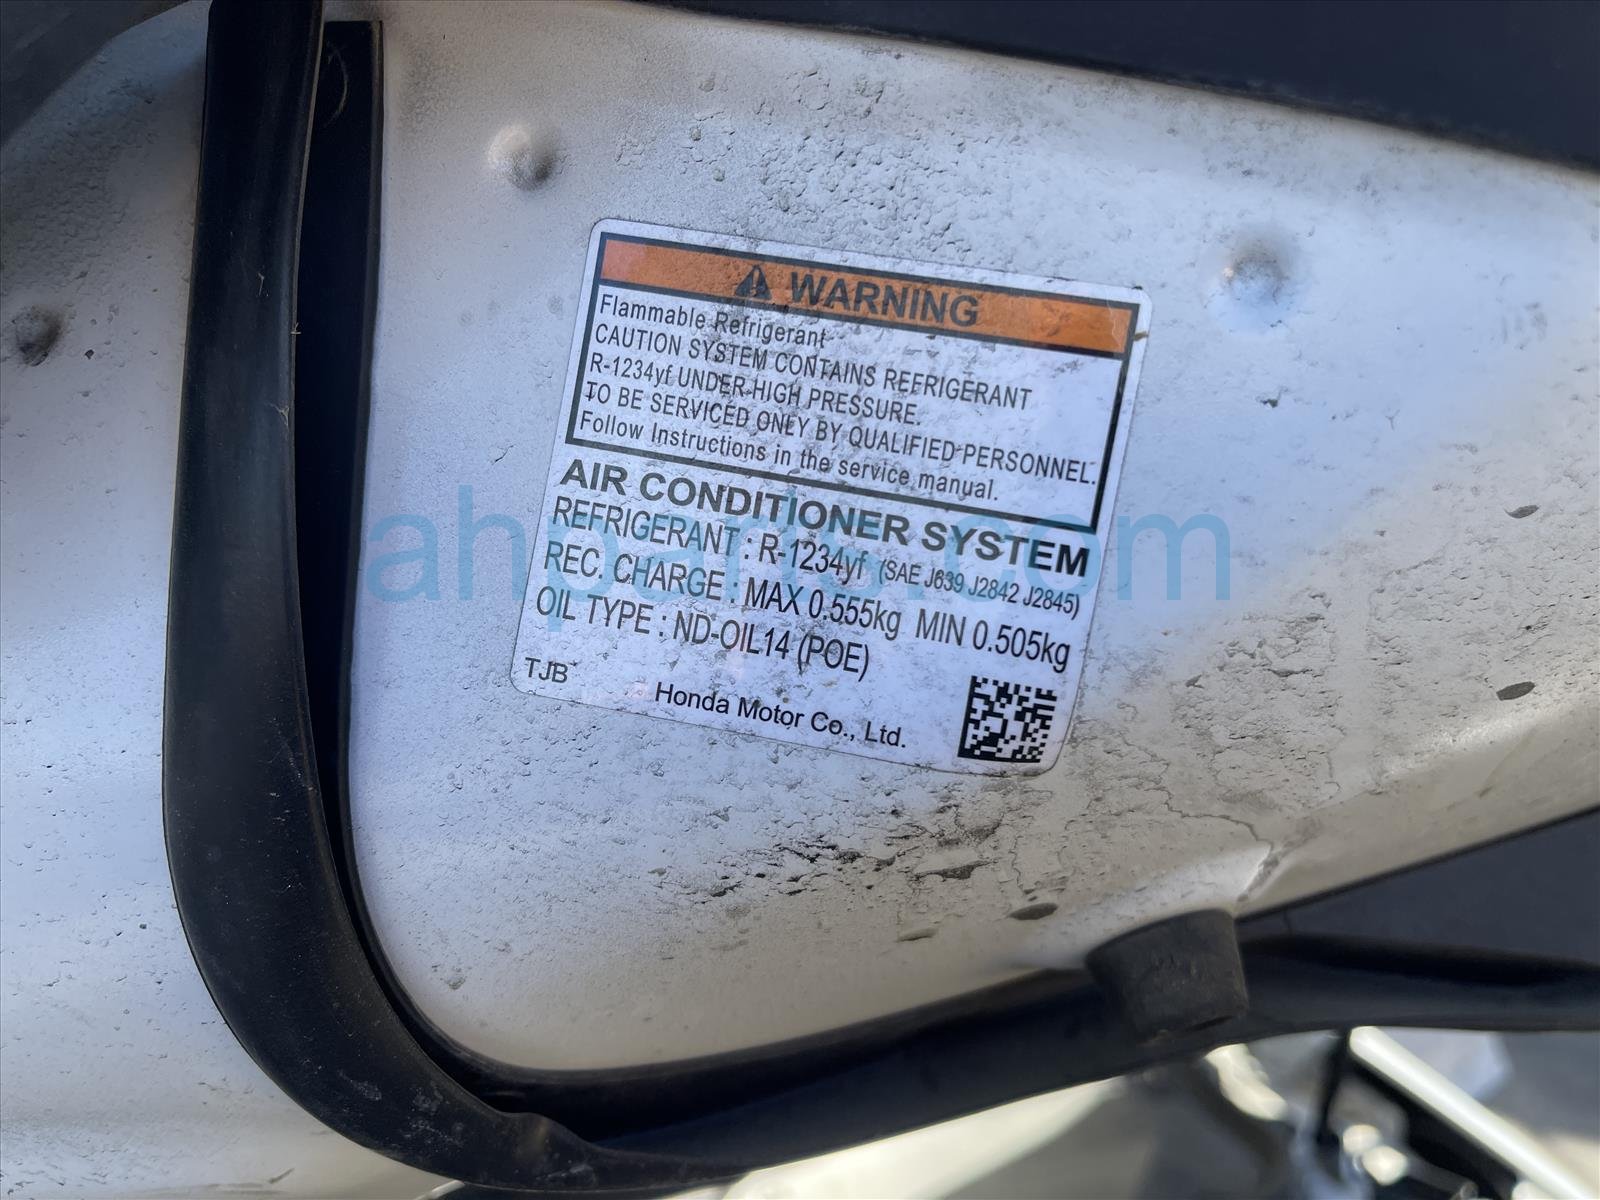 WARNING
Flammable Refrigerant
CAUTION SYSTEM CONTAINS REFRIGERANT
R-1234yf UNDER HIGH PRESSURE.
TO BE SERVICED ONLY BY QUALIFIED PERSONNEL.
Follow Instructions in the service manual.
AIR CONDITIONER SYSTEM
REFRIGERANT : R-1234yf (SAE J639 J2842 J2845)
REC. CHARGE : MAX 0.555kg MIN 0.505kg
OIL TYPE : ND-OIL14 (POE)
TJB
Honda Motor Co., Ltd.
ahparts.com